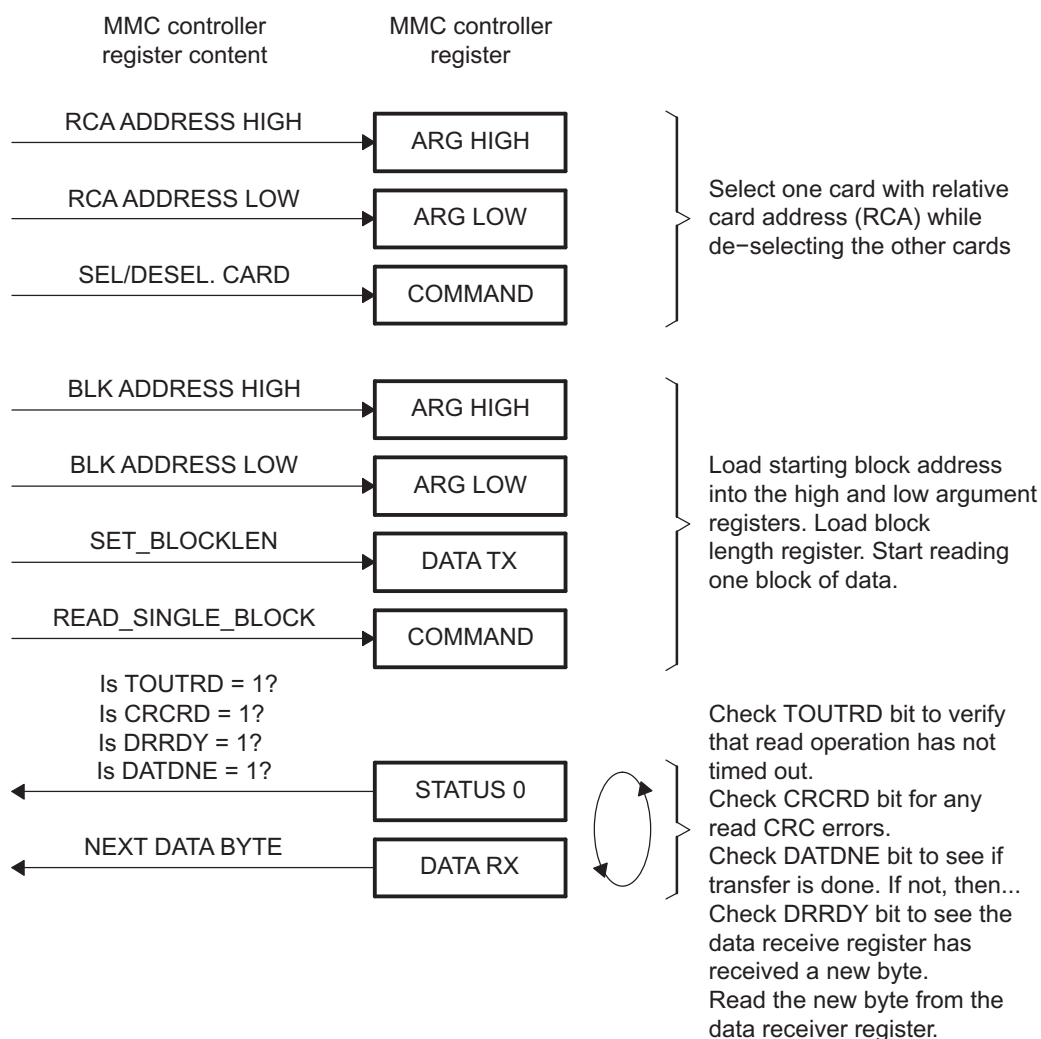 MMC controller
register content
MMC controller
register
RCA ADDRESS HIGH
ARG HIGH
RCA ADDRESS LOW
ARG LOW
SEL/DESEL. CARD
COMMAND
Select one card with relative
card address (RCA) while
de−selecting the other cards
BLK ADDRESS HIGH
ARG HIGH
BLK ADDRESS LOW
ARG LOW
SET_BLOCKLEN
DATA TX
READ_SINGLE_BLOCK
COMMAND
Load starting block address
into the high and low argument
registers. Load block
length register. Start reading
one block of data.
Is TOUTRD = 1?
Is CRCRD = 1?
Is DRRDY = 1?
Is DATDNE = 1?
STATUS 0
NEXT DATA BYTE
DATA RX
Check TOUTRD bit to verify
that read operation has not
timed out.
Check CRCRD bit for any
read CRC errors.
Check DATDNE bit to see if
transfer is done. If not, then...
Check DRRDY bit to see the
data receive register has
received a new byte.
Read the new byte from the
data receiver register.